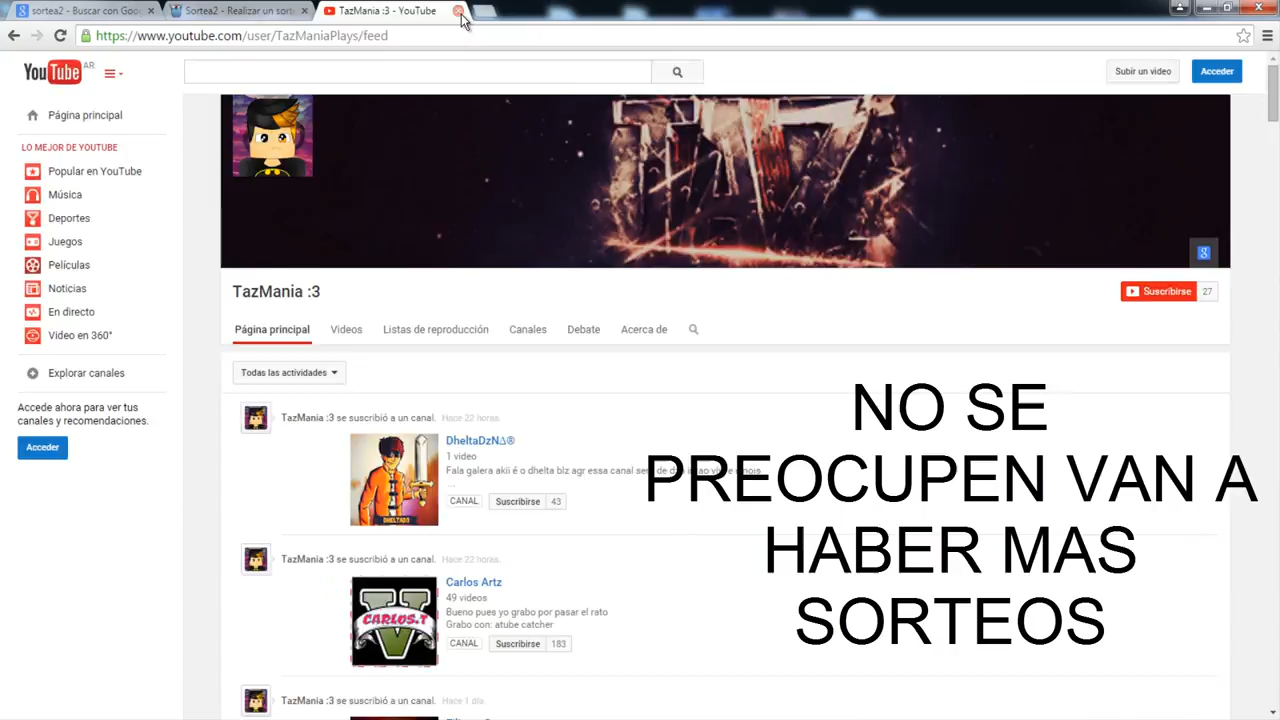 sortea2 - Buscar con Goog
Sortea2 - Realizar un sort
TazMania :3 - YouTube
https://www.youtube.com/user/TazManiaPlays/feed
YouTube AR
Subir un video
Acceder
Página principal
LO MEJOR DE YOUTUBE
Popular en YouTube
Música
Deportes
Juegos
Películas
Noticias
En directo
Video en 360°
Explorar canales
Accede ahora para ver tus
canales y recomendaciones.
Acceder
TAZ
TazMania :3
Suscribirse 27
Página principal Videos Listas de reproducción Canales Debate Acerca de
Todas las actividades
TazMania :3 se suscribió a un canal. Hace 22 horas.
DheltaDzN∆®
1 video
Fala galera akii é o dhelta blz agr essa canal
...
CANAL Suscribirse 43
DHELTAD3
TazMania :3 se suscribió a un canal. Hace 22 horas.
Carlos Artz
49 videos
Bueno pues yo grabo por pasar el rato
Grabo con: atube catcher
CANAL Suscribirse 183
CARLOS.T
V
TazMania :3 se suscribió a un canal. Hace 1 día.
NO SE
PREOCUPEN VAN A
HABER MAS
SORTEOS